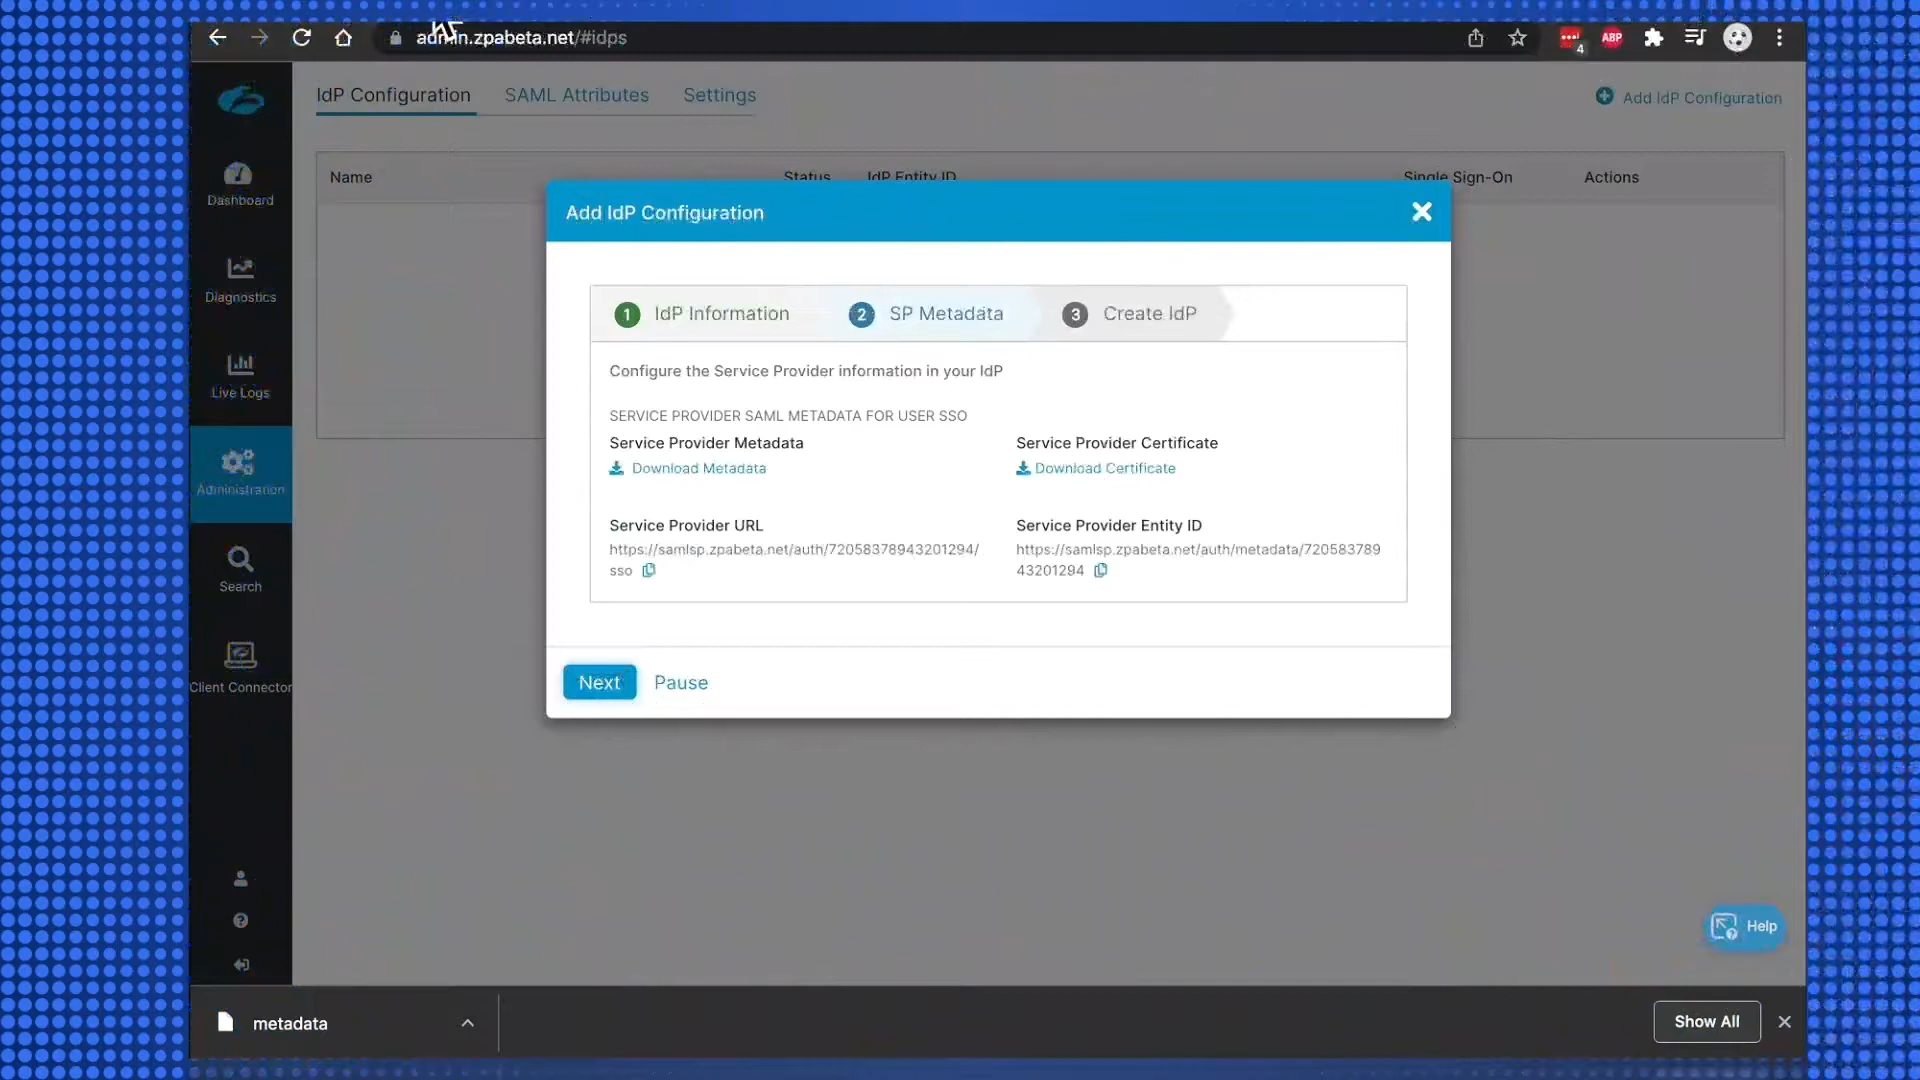 admin.zpabeta.net/#idps
4
ABP
IdP Configuration
SAML Attributes
Settings
Add IdP Configuration
Name
Status
IdP Entity ID
Single Sign-On
Actions
Dashboard
Diagnostics
Live Logs
Administration
Search
Client Connector
Add IdP Configuration
1 IdP Information
2 SP Metadata
3 Create IdP
Configure the Service Provider information in your IdP
SERVICE PROVIDER SAML METADATA FOR USER SSO
Service Provider Metadata
Download Metadata
Service Provider Certificate
Download Certificate
Service Provider URL
https://samlsp.zpabeta.net/auth/72058378943201294/
sso
Service Provider Entity ID
https://samlsp.zpabeta.net/auth/metadata/720583789
43201294
Next
Pause
Help
metadata
Show All